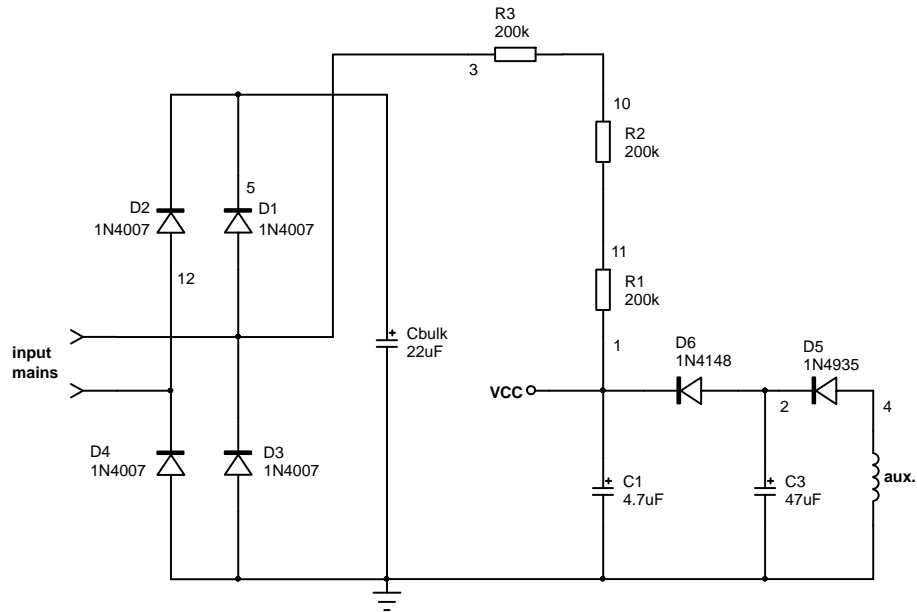 R3
200k
3
10
R2
200k
5
D2
1N4007
D1
1N4007
12
11
R1
200k
input
mains
Cbulk
22uF
+
1
D6
1N4148
D5
1N4935
VCC
2
4
D4
1N4007
D3
1N4007
+
C1
4.7uF
+
C3
47uF
aux.